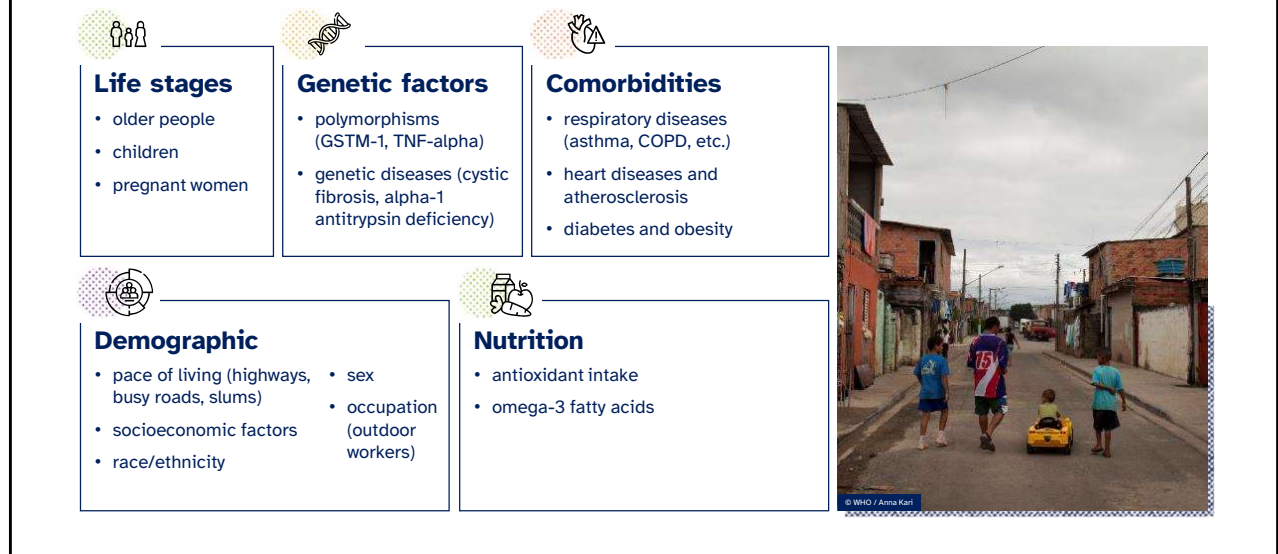 Life stages
• older people
• children
• pregnant women
Genetic factors
• polymorphisms
(GSTM-1, TNF-alpha)
• genetic diseases (cystic
fibrosis, alpha-1
antitrypsin deficiency)
Comorbidities
• respiratory diseases
(asthma, COPD, etc.)
• heart diseases and
atherosclerosis
• diabetes and obesity
Demographic
• pace of living (highways,
busy roads, slums)
• socioeconomic factors
• race/ethnicity
• sex
• occupation
(outdoor
workers)
Nutrition
• antioxidant intake
• omega-3 fatty acids
75
© WHO / Anna Kari